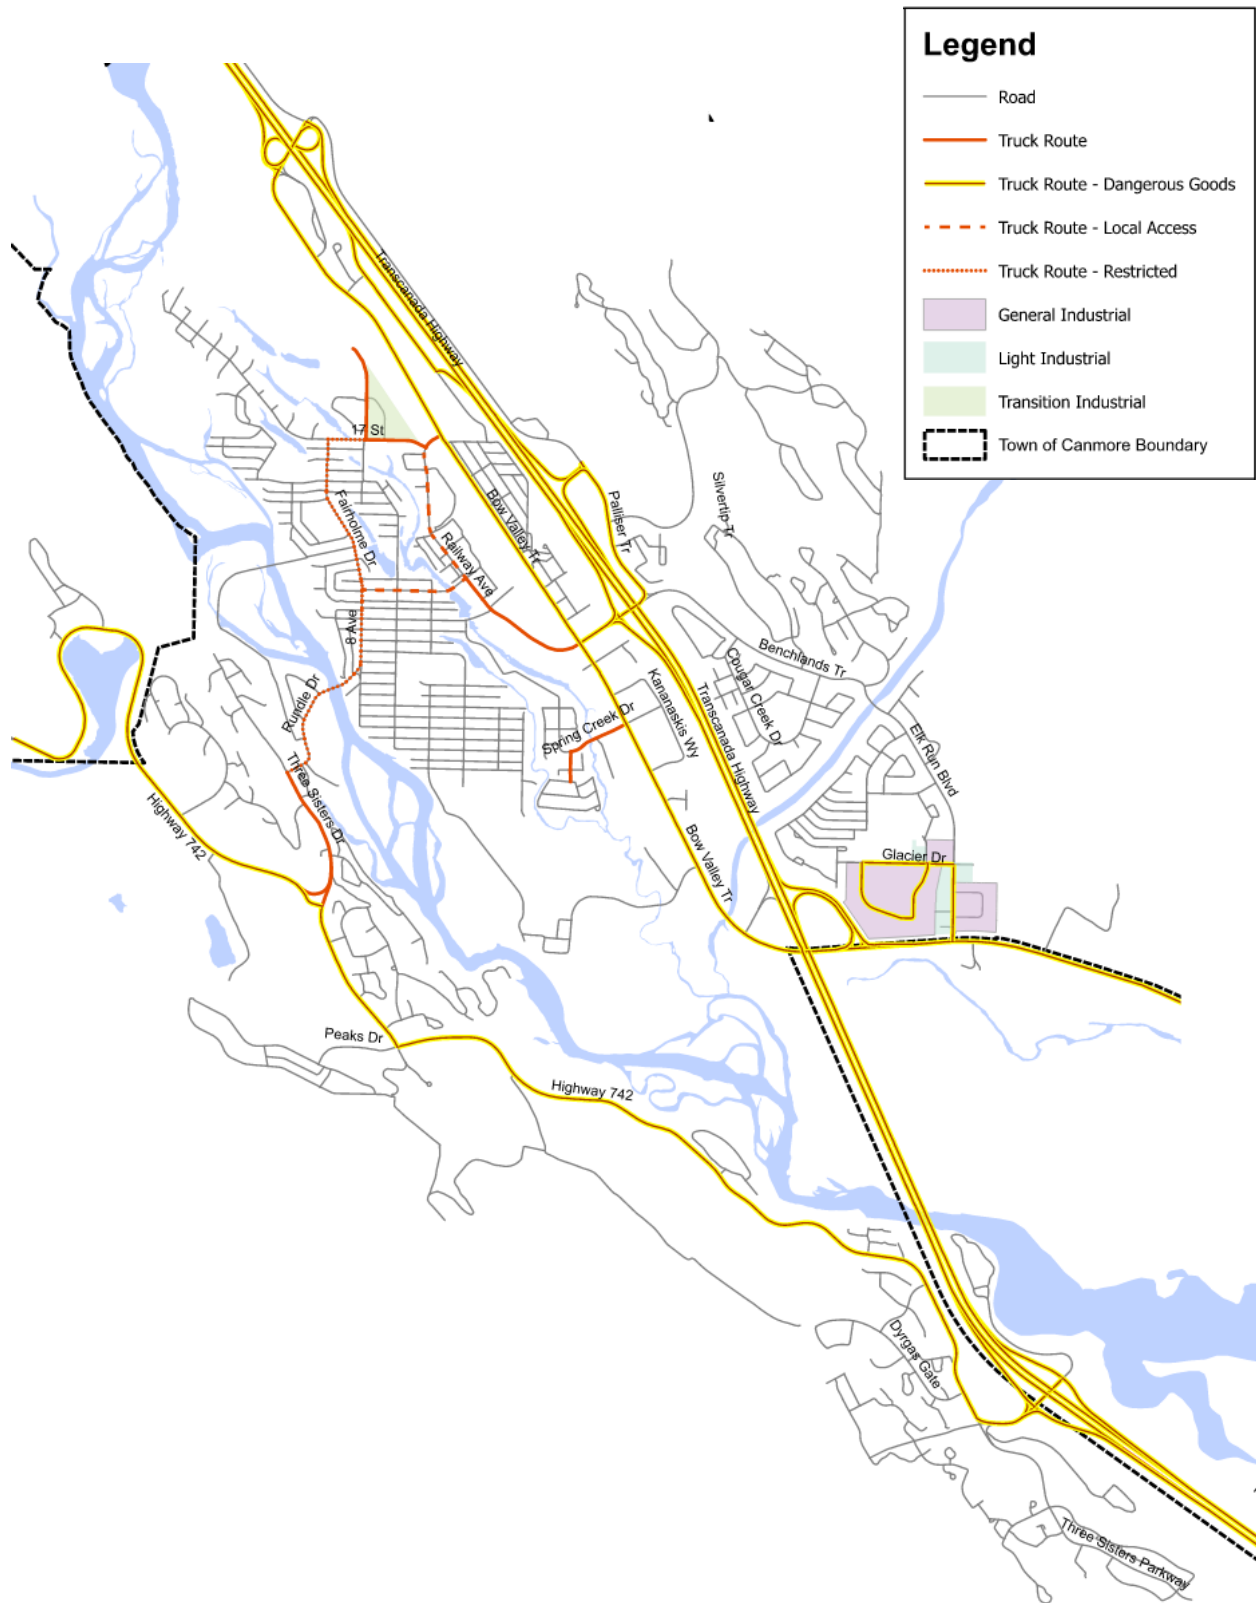 Legend
Road
Truck Route
Truck Route - Dangerous Goods
Truck Route - Local Access
Truck Route - Restricted
General Industrial
Light Industrial
Transition Industrial
Town of Canmore Boundary
Transcanada Highway
17 St
Fairholme Dr
Bow Valley Tr
Palliser Tr
Silvertip Tr
Railway Ave
8 Ave
Benchlands Tr
Cougar Creek Dr
Rundle Dr
Kananaskis Wy
Transcanada Highway
Spring Creek Dr
Elk Run Blvd
Three Sisters Dr
Highway 742
Bow Valley Tr
Glacier Dr
Peaks Dr
Highway 742
Dyrgas Gate
Three Sisters Parkway